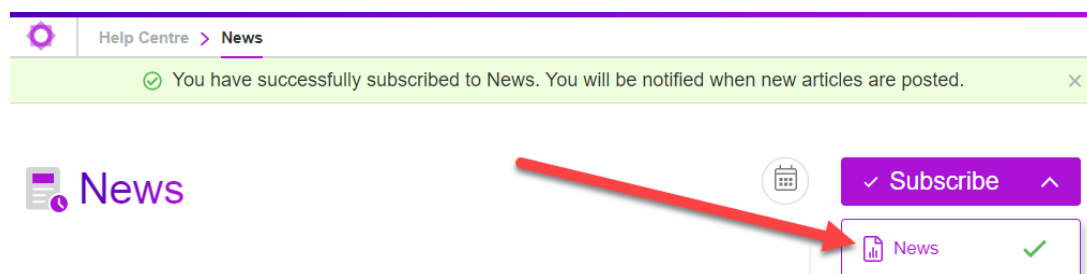 Help Centre > News
You have successfully subscribed to News. You will be notified when new articles are posted.
News
Subscribe
News